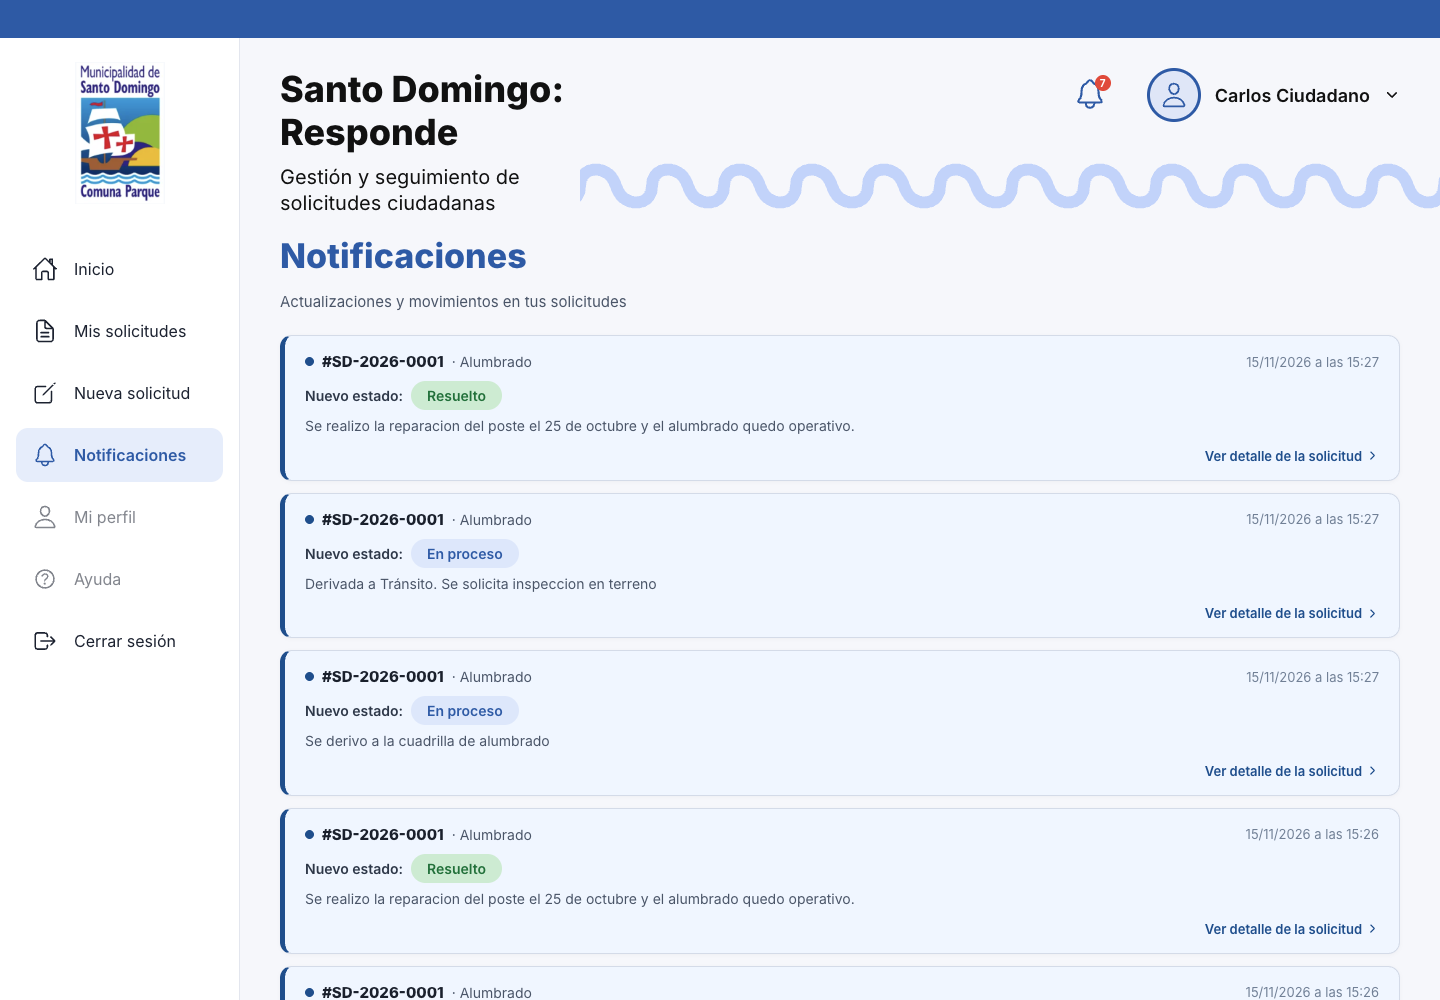 Municipalidad de
Santo Domingo
Comuna Parque
Inicio
Mis solicitudes
Nueva solicitud
Notificaciones
Mi perfil
Ayuda
Cerrar sesión
Santo Domingo:
Responde
Gestión y seguimiento de
solicitudes ciudadanas
7
Carlos Ciudadano
Notificaciones
Actualizaciones y movimientos en tus solicitudes
#SD-2026-0001 · Alumbrado 15/11/2026 a las 15:27
Nuevo estado: Resuelto
Se realizo la reparacion del poste el 25 de octubre y el alumbrado quedo operativo.
Ver detalle de la solicitud
#SD-2026-0001 · Alumbrado 15/11/2026 a las 15:27
Nuevo estado: En proceso
Derivada a Tránsito. Se solicita inspeccion en terreno
Ver detalle de la solicitud
#SD-2026-0001 · Alumbrado 15/11/2026 a las 15:27
Nuevo estado: En proceso
Se derivo a la cuadrilla de alumbrado
Ver detalle de la solicitud
#SD-2026-0001 · Alumbrado 15/11/2026 a las 15:26
Nuevo estado: Resuelto
Se realizo la reparacion del poste el 25 de octubre y el alumbrado quedo operativo.
Ver detalle de la solicitud
#SD-2026-0001 · Alumbrado 15/11/2026 a las 15:26